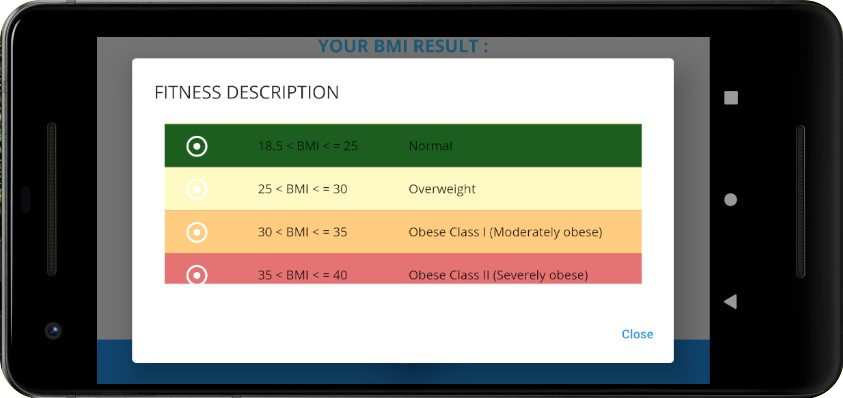 YOUR BMI RESULT :
FITNESS DESCRIPTION
18.5 < BMI < = 25 Normal
25 < BMI < = 30 Overweight
30 < BMI < = 35 Obese Class I (Moderately obese)
35 < BMI < = 40 Obese Class II (Severely obese)
Close